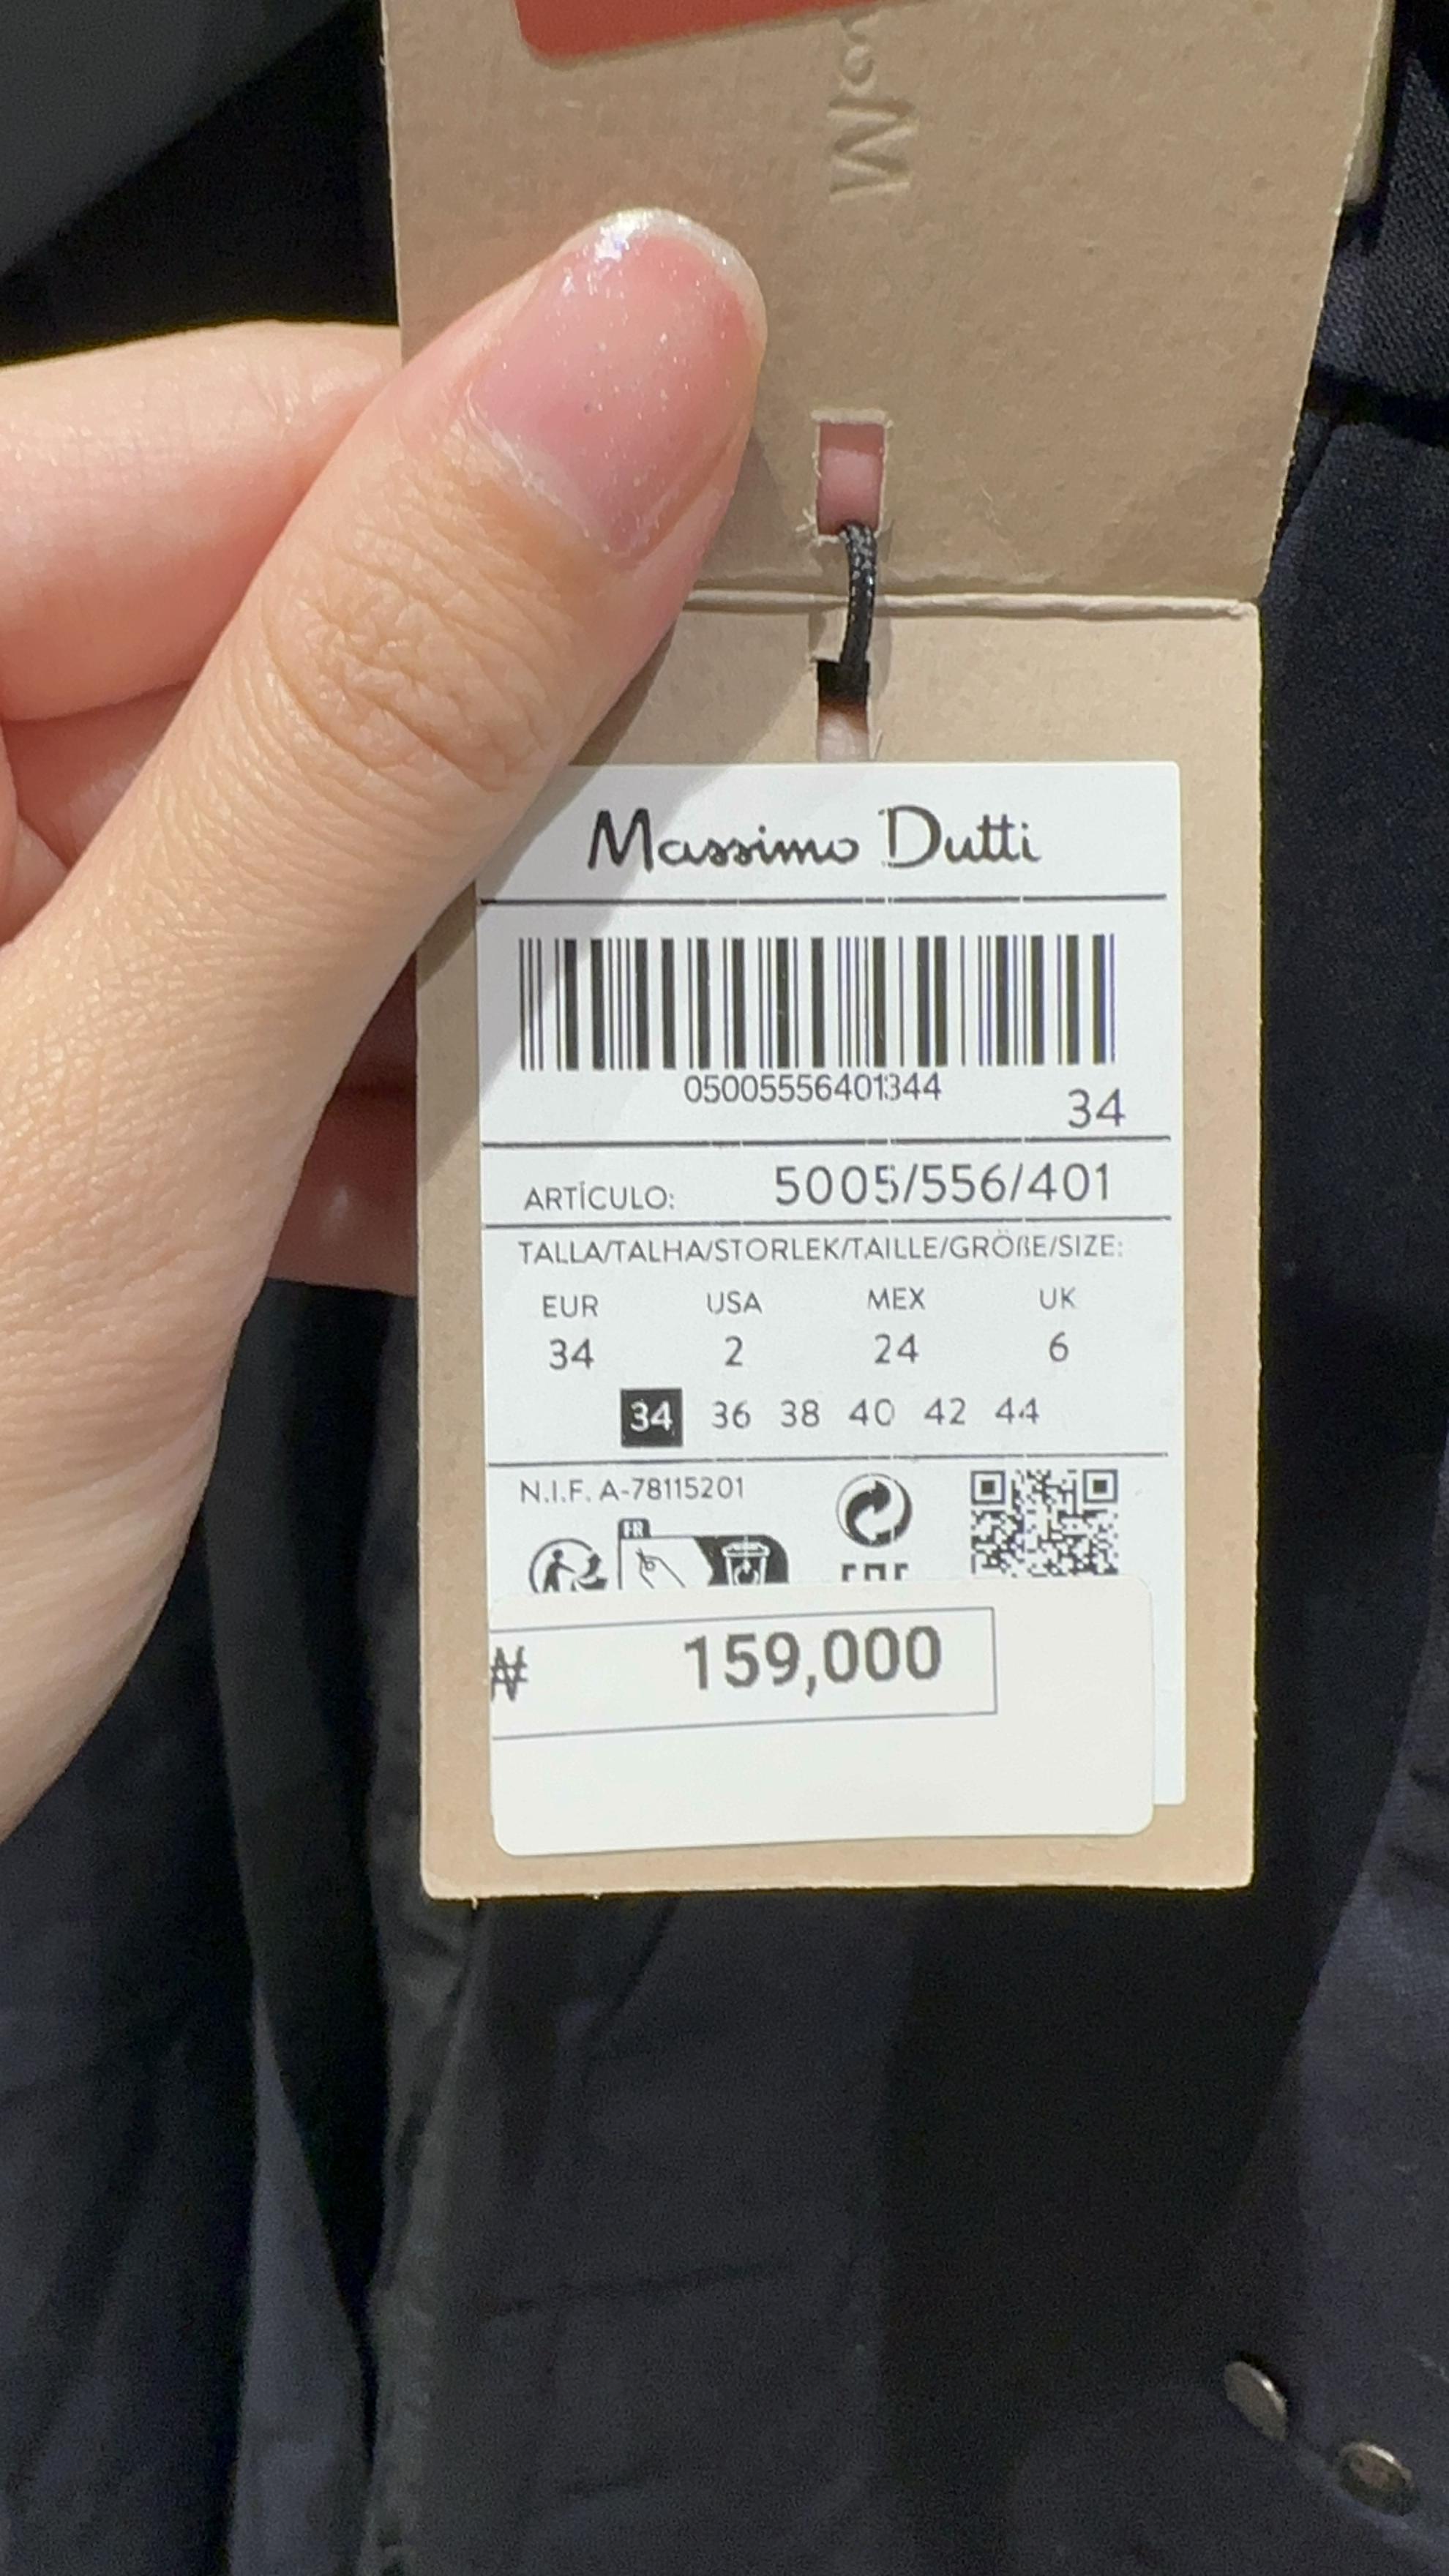 Massimo Dutti
05005556401344
34
ARTÍCULO: 5005/556/401
TALLA/TALHA/STORLEK/TAILLE/GRÖßE/SIZE:
EUR USA MEX UK
34 2 24 6
34 36 38 40 42 44
N.I.F. A-78115201
FR
₩ 159,000